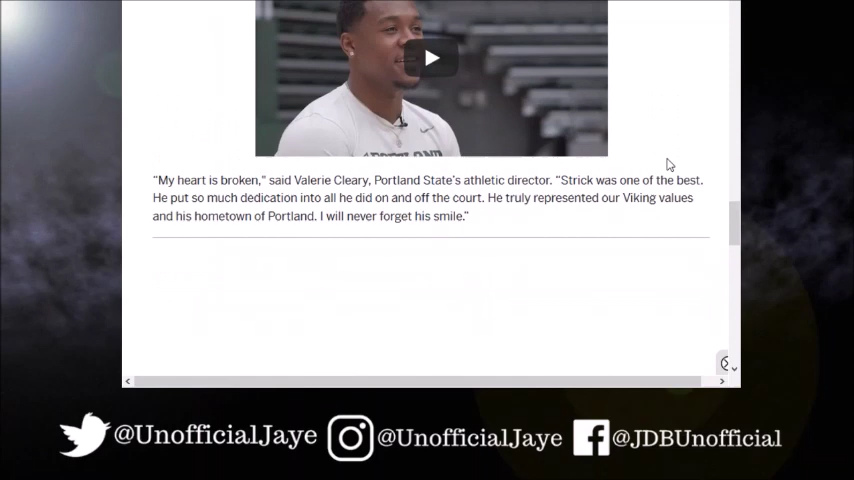 "My heart is broken," said Valerie Cleary, Portland State's athletic director. "Strick was one of the best.
He put so much dedication into all he did on and off the court. He truly represented our Viking values
and his hometown of Portland. I will never forget his smile."
@UnofficialJaye @UnofficialJaye @JDBUnofficial